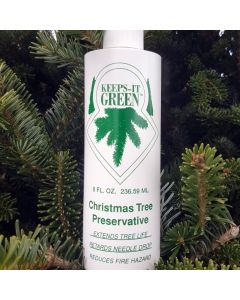 KEEPS-IT
GREEN™
8 FL. OZ. 236.59 ML
Christmas Tree
Preservative
EXTENDS TREE LIFE
RETARDS NEEDLE DROP
REDUCES FIRE HAZARD